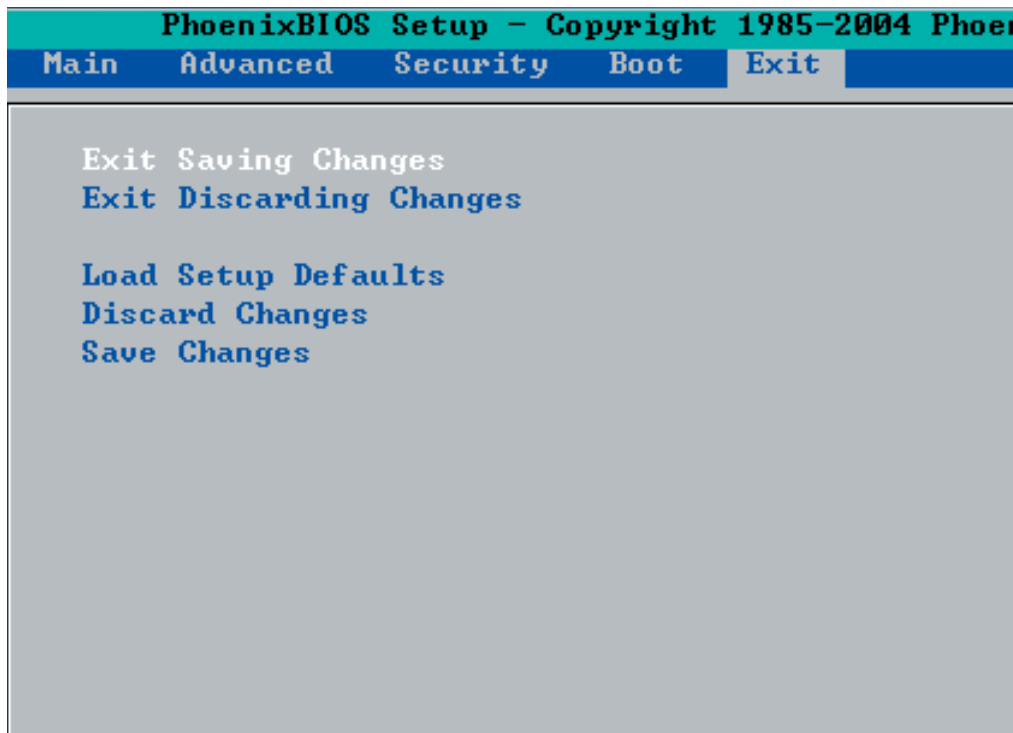 PhoenixBIOS Setup - Copyright 1985-2004
Main Advanced Security Boot Exit
Exit Saving Changes
Exit Discarding Changes
Load Setup Defaults
Discard Changes
Save Changes